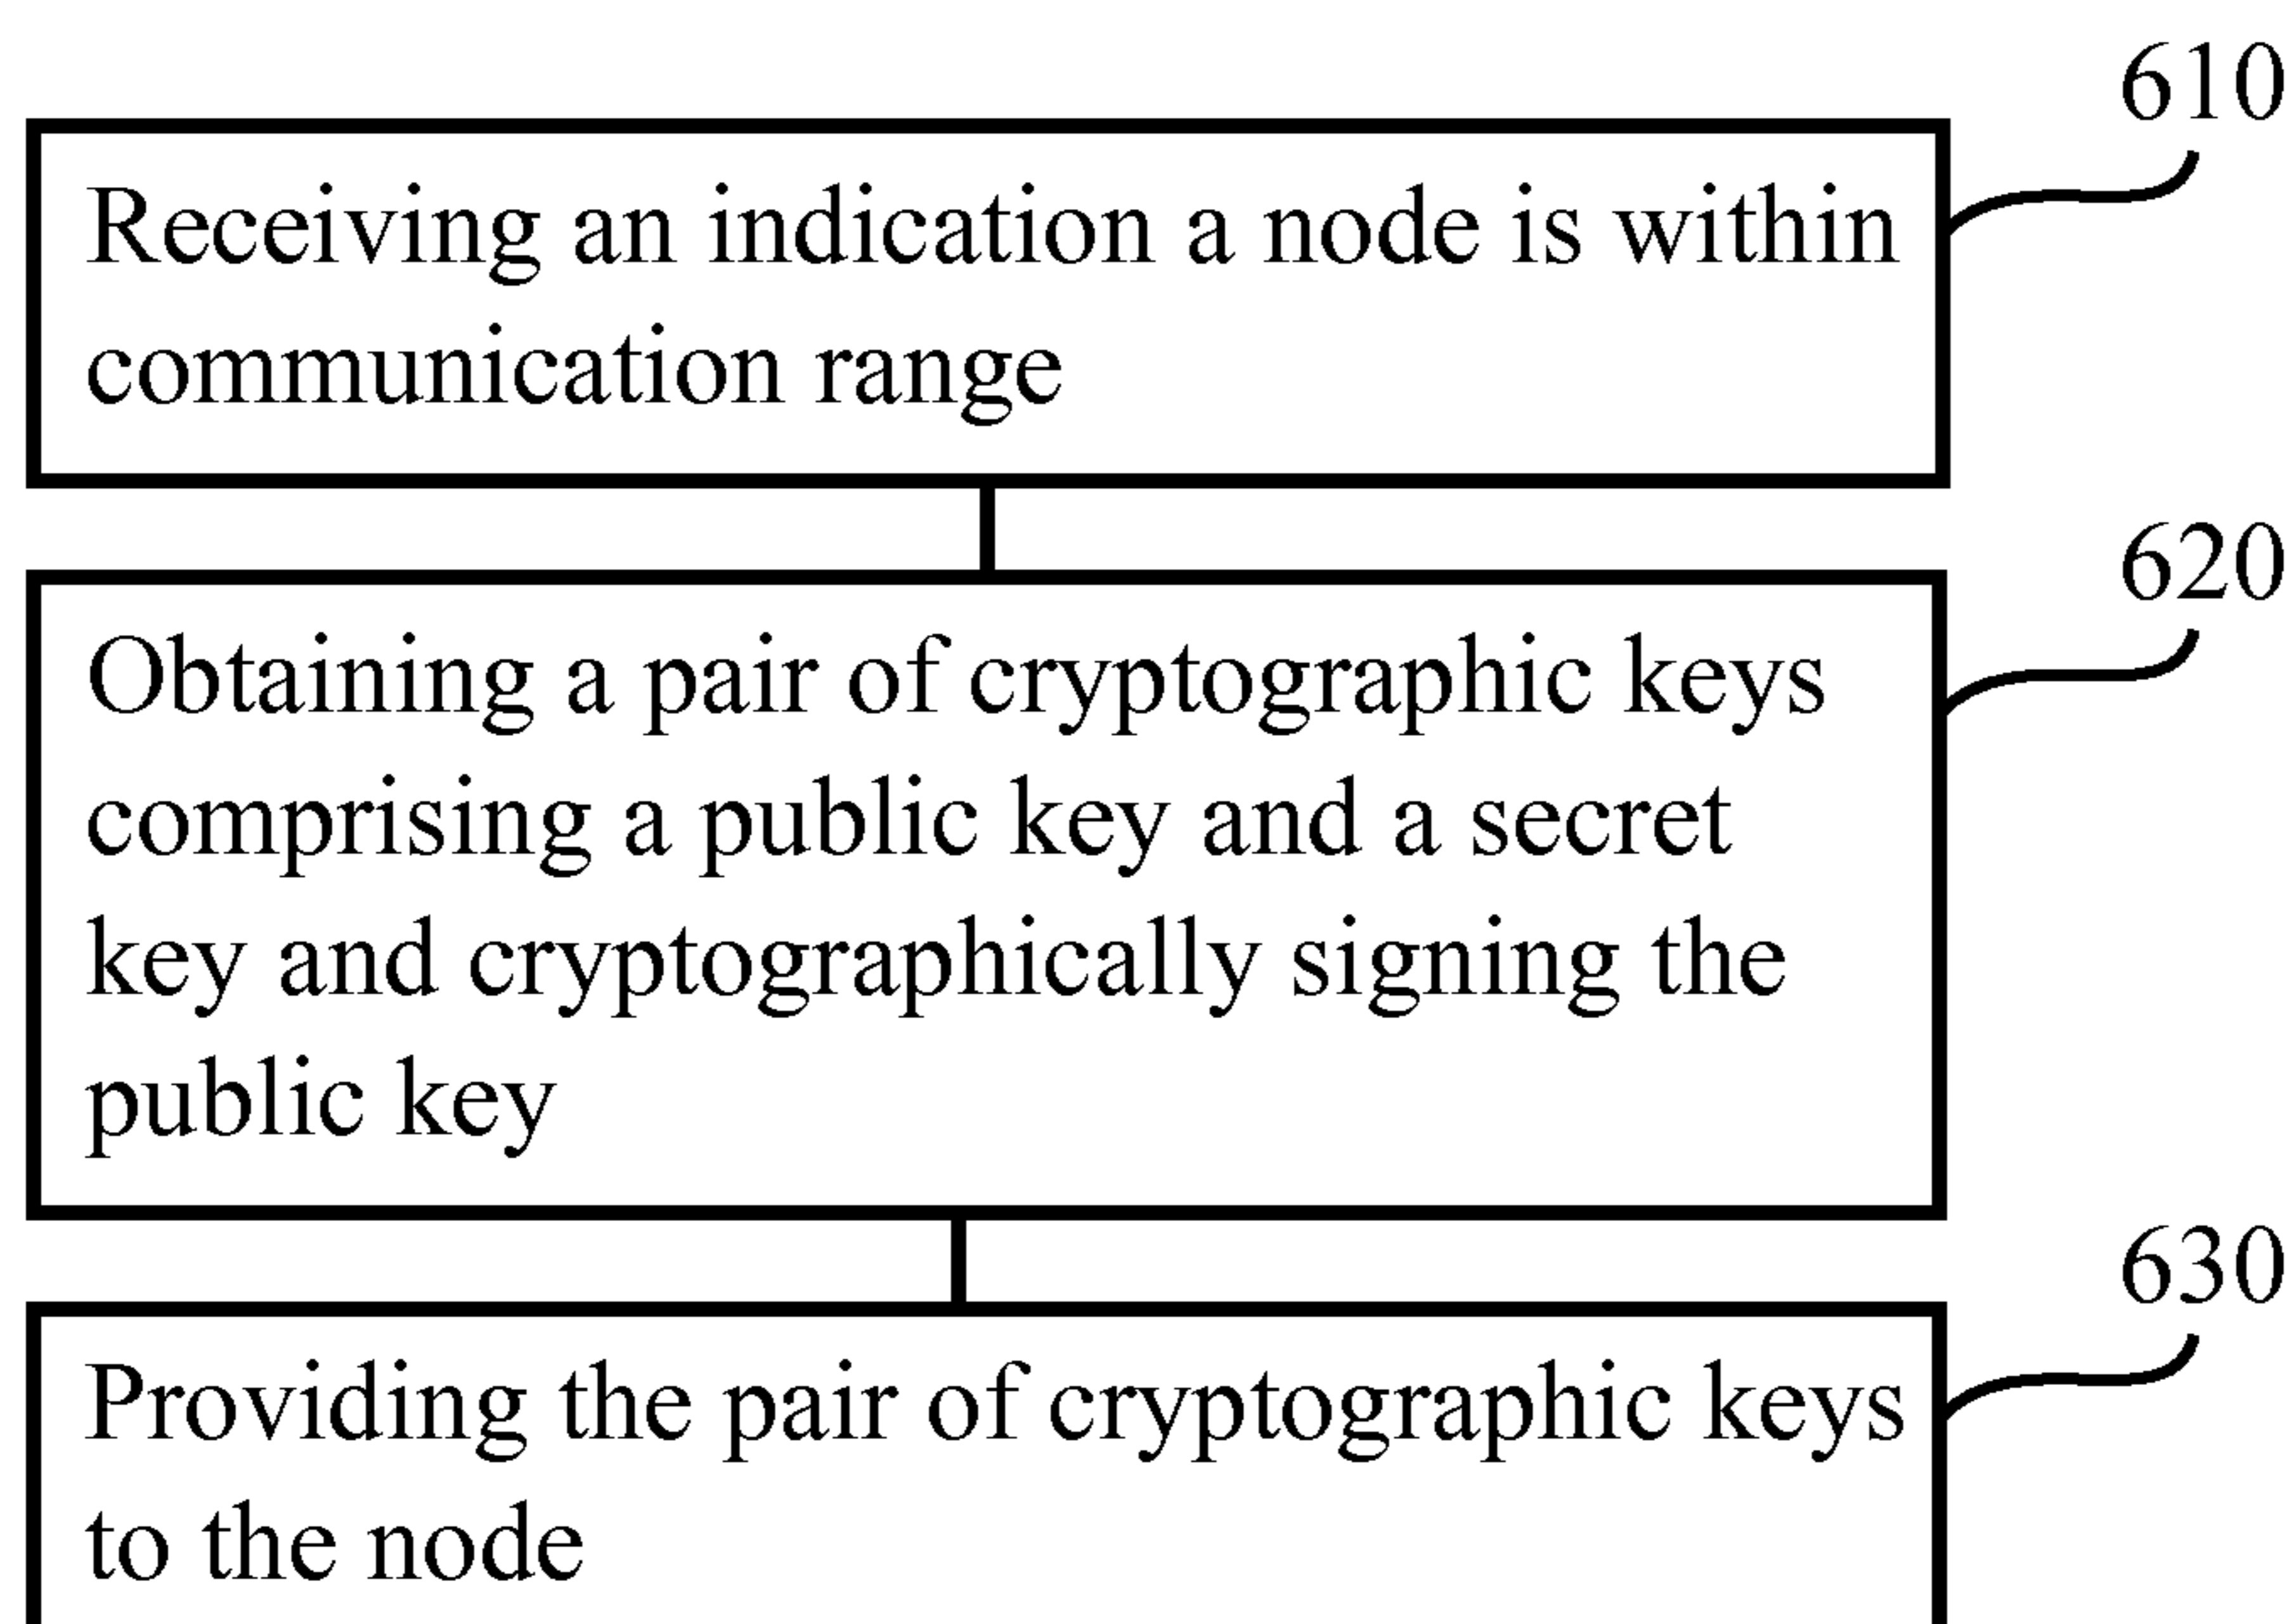 610
Receiving an indication a node is within
communication range
620
Obtaining a pair of cryptographic keys
comprising a public key and a secret
key and cryptographically signing the
public key
630
Providing the pair of cryptographic keys
to the node